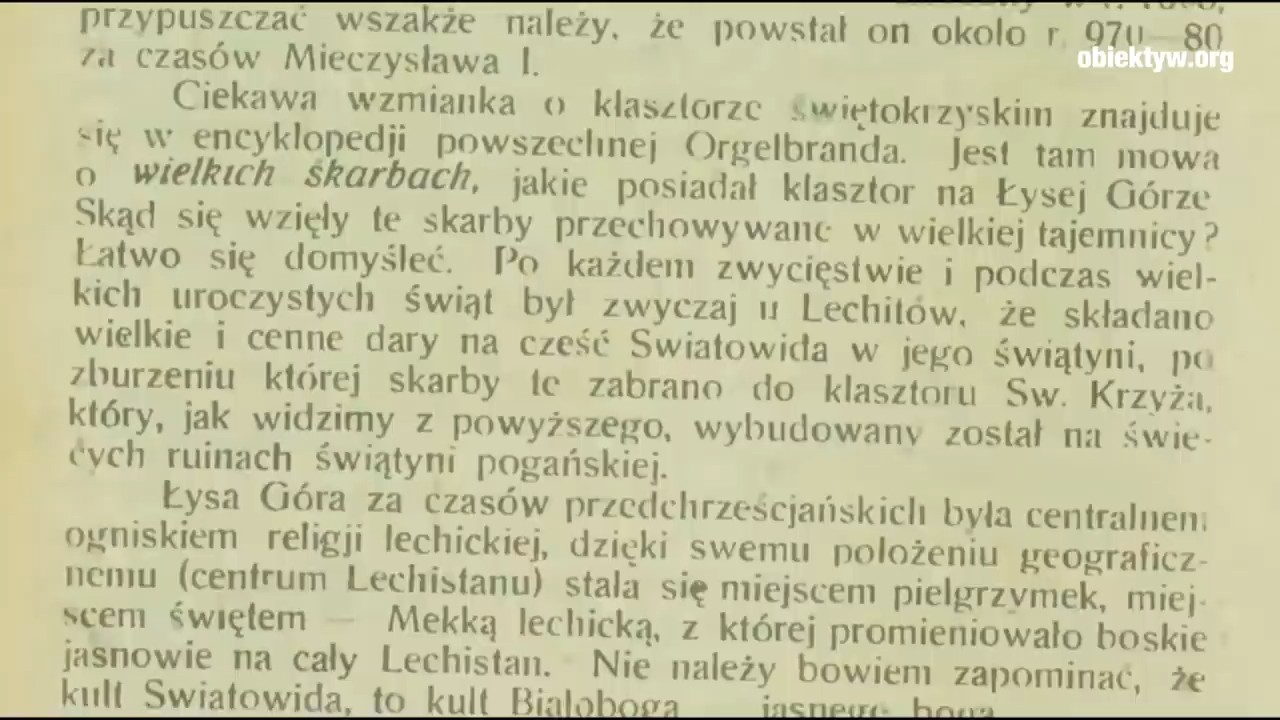 przypuszczać wszakże należy, że powstał on około r. 970—80
obiektyw.org
za czasów Mieczysława I.
Ciekawa wzmianka o klasztorze świętokrzyskim znajduje
się w encyklopedji powszechnej Orgelbranda. Jest tam mowa
o wielkich skarbach, jakie posiadał klasztor na Łysej Górze
Skąd się wzięły te skarby przechowywane w wielkiej tajemnicy?
Łatwo się domyśleć. Po każdem zwycięstwie i podczas wiel-
kich uroczystych świąt był zwyczaj u Lechitów, że składano
wielkie i cenne dary na cześć Swiatowida w jego świątyni, po
zburzeniu której skarby te zabrano do klasztoru Sw. Krzyża,
który, jak widzimy z powyższego, wybudowany został na świę-
tych ruinach świątyni pogańskiej.
Łysa Góra za czasów przedchrześcjańskich była centralnem
ogniskiem religji lechickiej, dzięki swemu położeniu geograficz-
nemu (centrum Lechistanu) stała się miejscem pielgrzymek, miej-
scem świętem — Mekką lechicką, z której promieniowało boskie
jasnowie na cały Lechistan. Nie należy bowiem zapominać, że
kult Swiatowida, to kult Białoboga jasnego boga